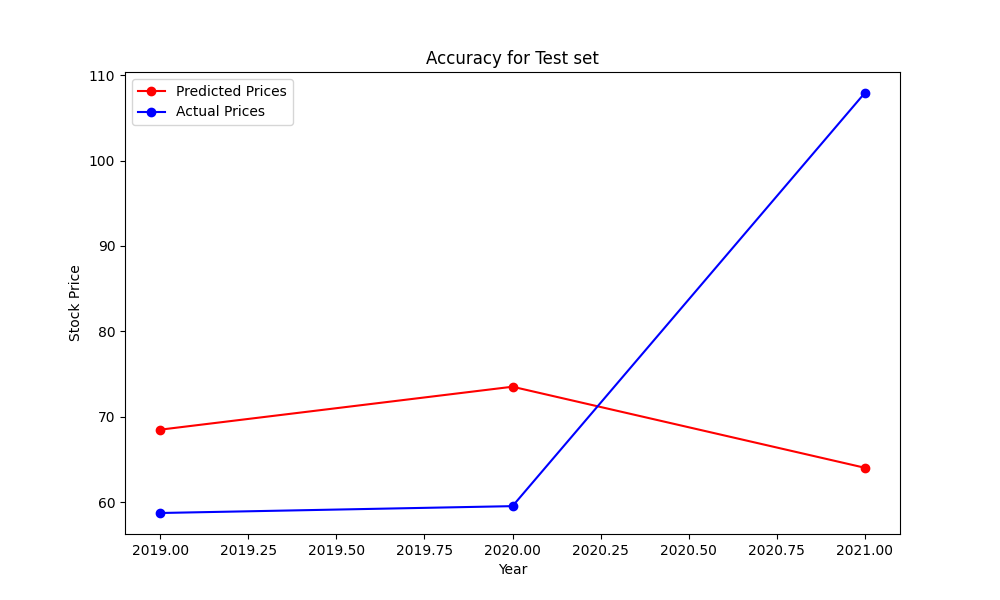 Accuracy for Test set
Predicted Prices
Actual Prices
110
100
90
80
70
60
Stock Price
2019.00 2019.25 2019.50 2019.75 2020.00 2020.25 2020.50 2020.75 2021.00
Year